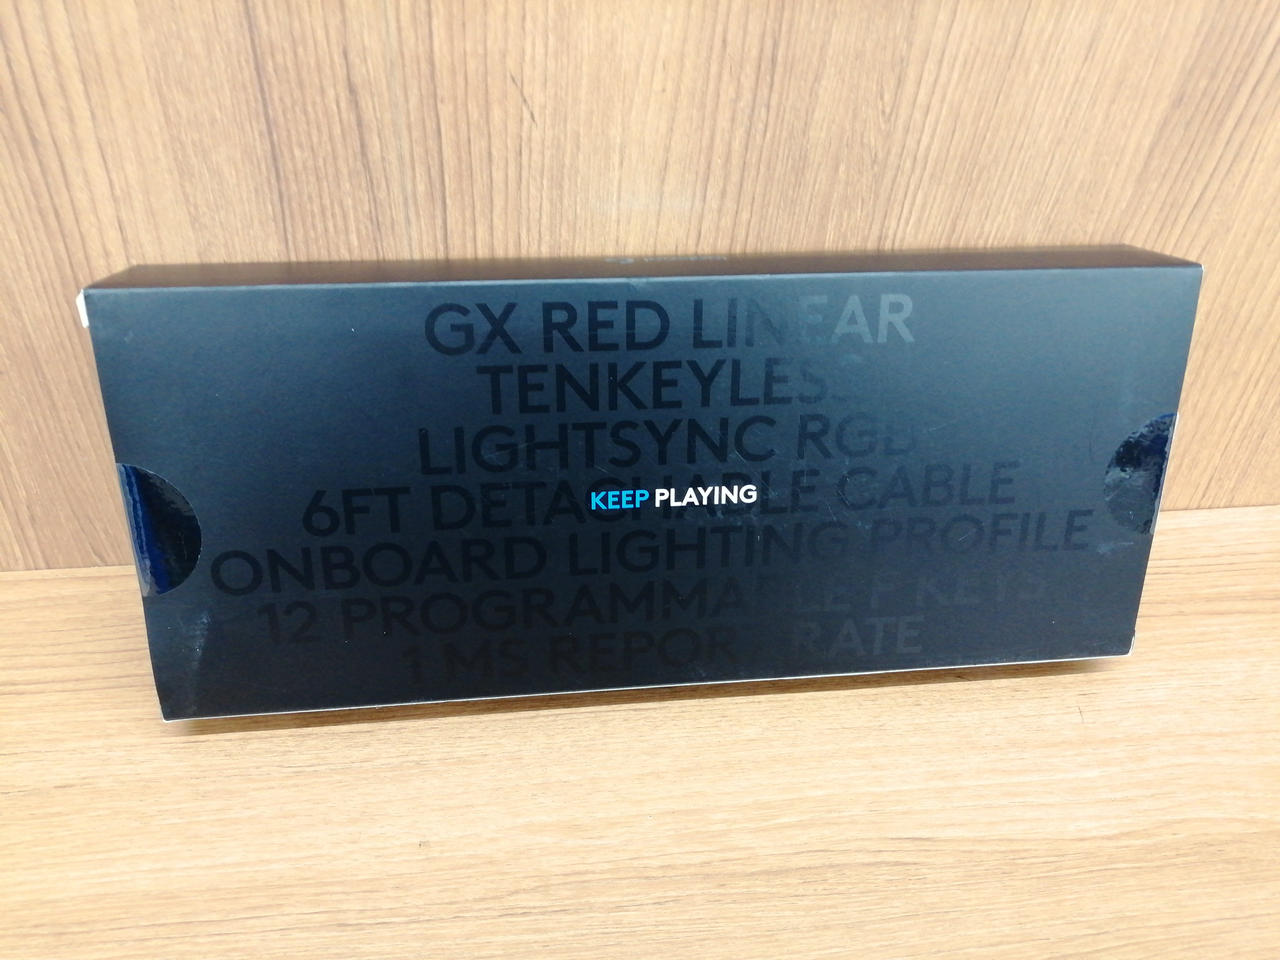 GX RED LINEAR
TENKEYLESS
LIGHTSYNC RGB
6FT DETACHABLE CABLE
KEEP PLAYING
ONBOARD LIGHTING PROFILE
12 PROGRAMMABLE F KEYS
1 MS REPORT RATE